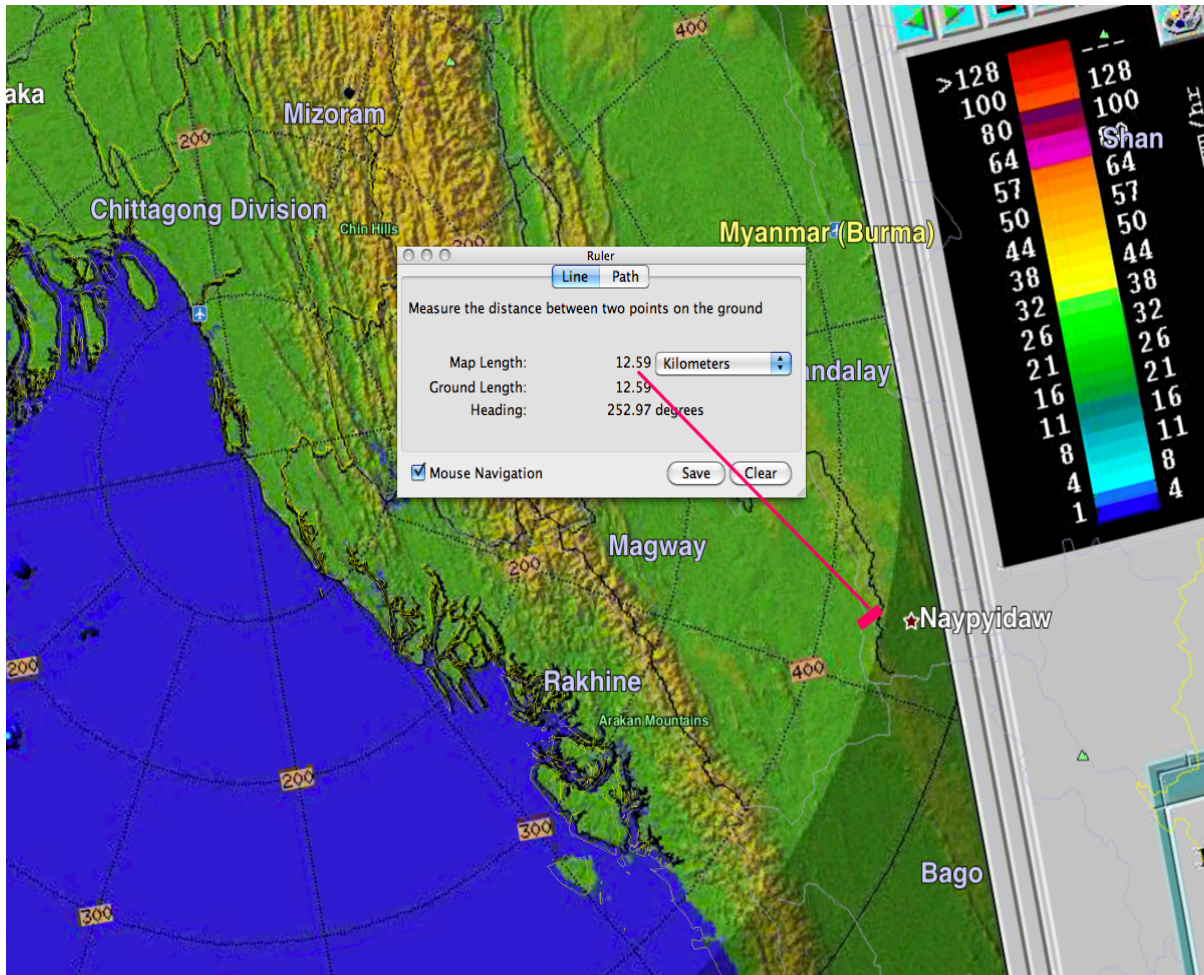 400
aka
Mizoram
200
Chittagong Division
Chin Hills
200
Myanmar (Burma)
Ruler
Line Path
Measure the distance between two points on the ground
Map Length: 12.59 Kilometers
Ground Length: 12.59
Heading: 252.97 degrees
Mouse Navigation
Save Clear
ndalay
Magway
200
Naypyidaw
200
Rakhine
400
Arakan Mountains
200
300
300
Bago
Shan
>128 ---
100 128
80 100
64
57 64
50 57
44 50
38 44
32 38
26 32
21 26
16 21
11 16
8 11
4 8
1 4